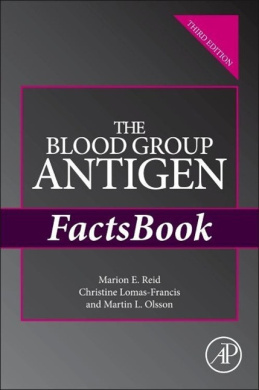 THIRD EDITION
THE
BLOOD GROUP
ANTIGEN
FactsBook
Marion E. Reid
Christine Lomas-Francis
and Martin L. Olsson
AP